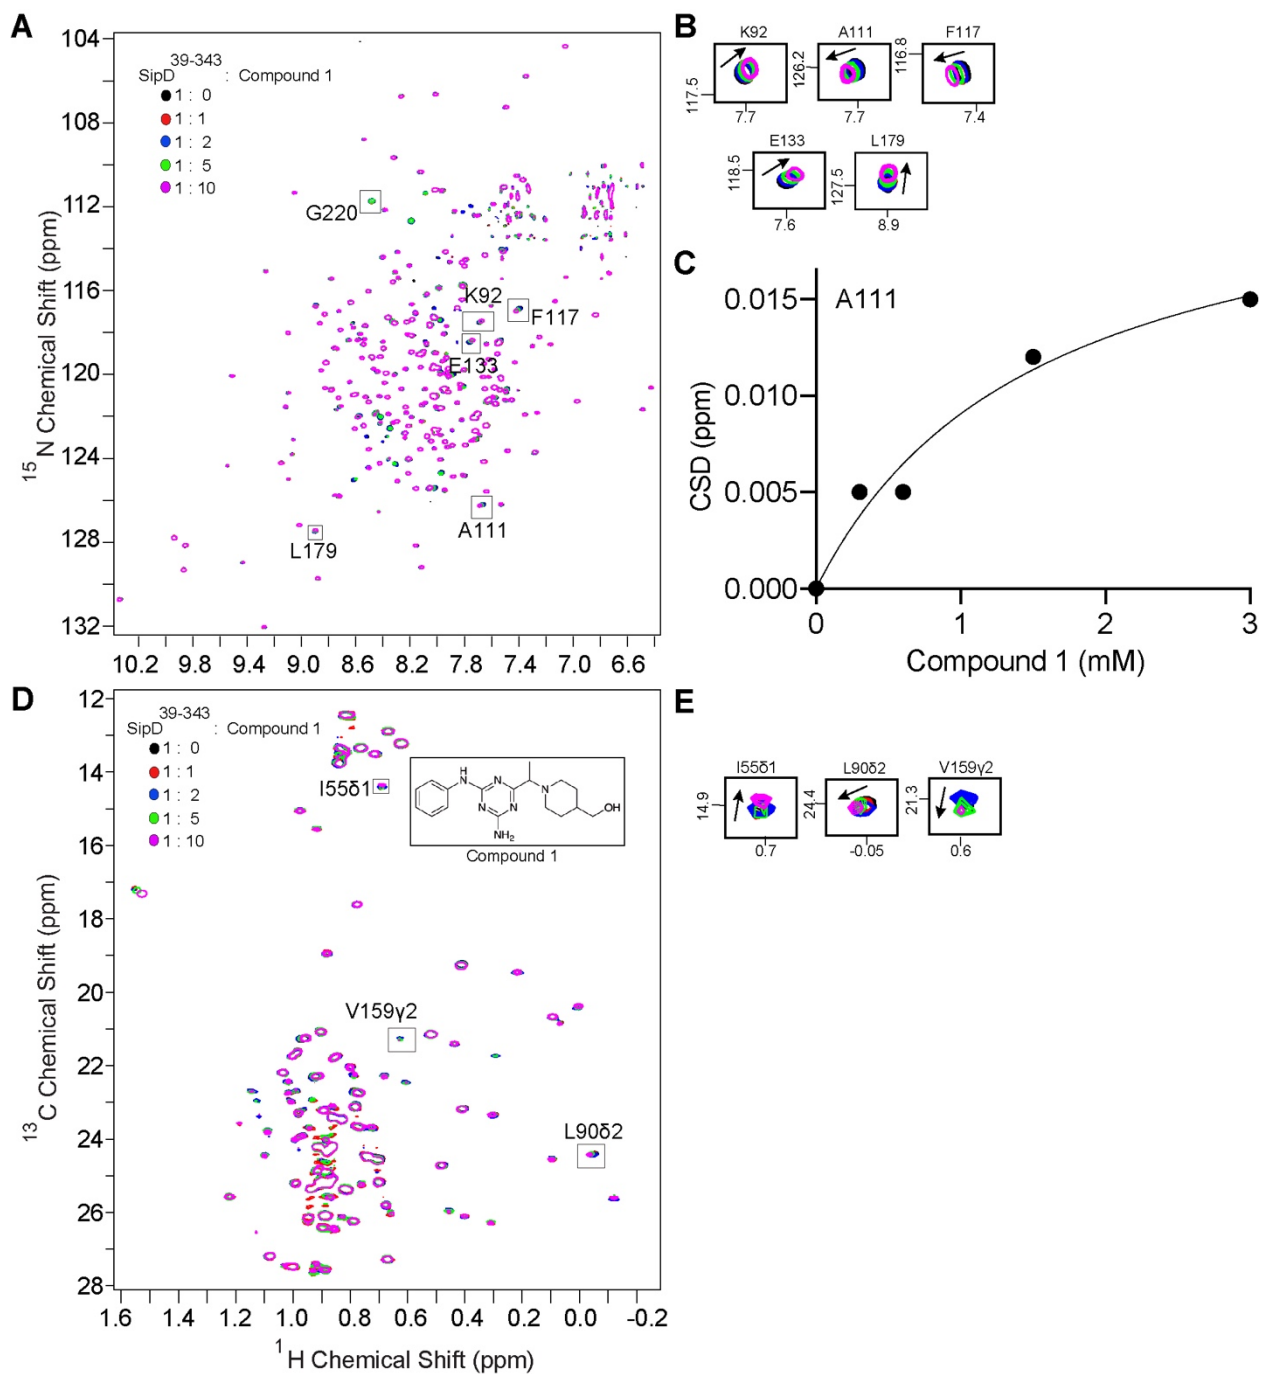 A
39-343
SipD : Compound 1
1 : 0
1 : 1
1 : 2
1 : 5
1 : 10
104
108
112
116
120
124
128
132
15N Chemical Shift (ppm)
G220
K92
F117
E133
A111
L179
10.2 9.8 9.4 9.0 8.6 8.2 7.8 7.4 7.0 6.6
B
K92 A111 F117
117.5 126.2 116.8
7.7 7.7 7.4
E133 L179
118.5 127.5
7.6 8.9
C
A111
0.015
0.010
0.005
0.000
CSD (ppm)
0 1 2 3
Compound 1 (mM)
D
39-343
SipD : Compound 1
1 : 0
1 : 1
1 : 2
1 : 5
1 : 10
12
14
16
18
20
22
24
26
28
13C Chemical Shift (ppm)
I55δ1
H
N
N
N N
N
NH2
OH
Compound 1
V159γ2
L90δ2
1.6 1.4 1.2 1.0 0.8 0.6 0.4 0.2 0.0 -0.2
1H Chemical Shift (ppm)
E
I55δ1 L90δ2 V159γ2
14.9 24.4 21.3
0.7 -0.05 0.6